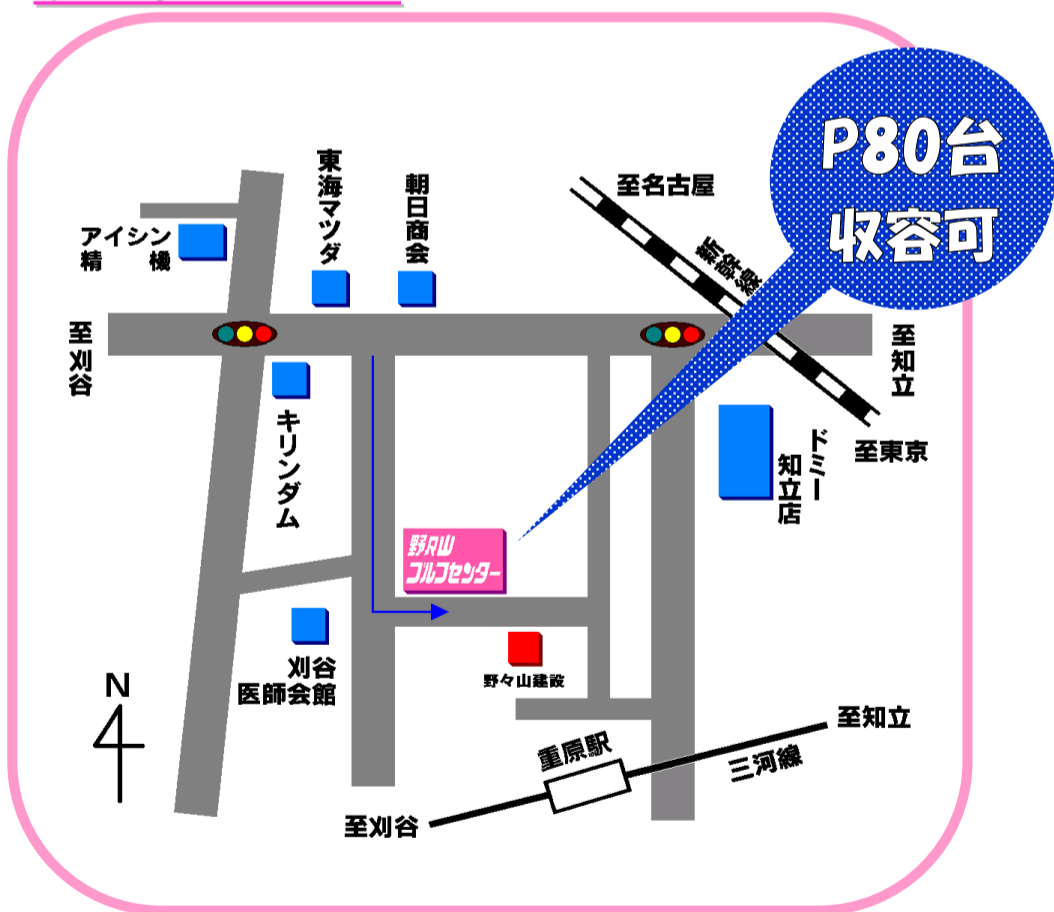 P80台
収容可
東海マツダ
朝日商会
至名古屋
新幹線
アイシン
精機
至刈谷
至知立
キリンダム
ドミー
知立店
至東京
野々山
ゴルフセンター
刈谷
医師会館
野々山建設
N
至知立
重原駅
三河線
至刈谷